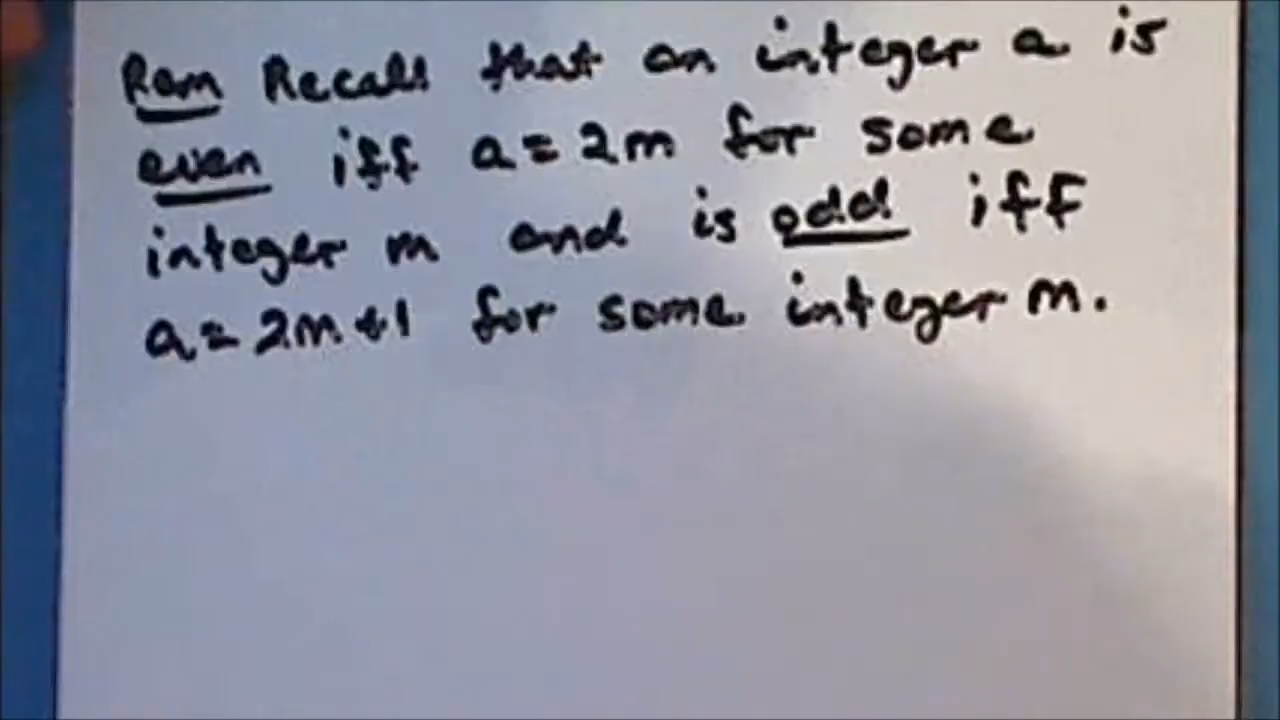 Rem Recall that an integer a is
even iff a = 2m for some
integer m and is odd iff
a = 2m+1 for some integer m.